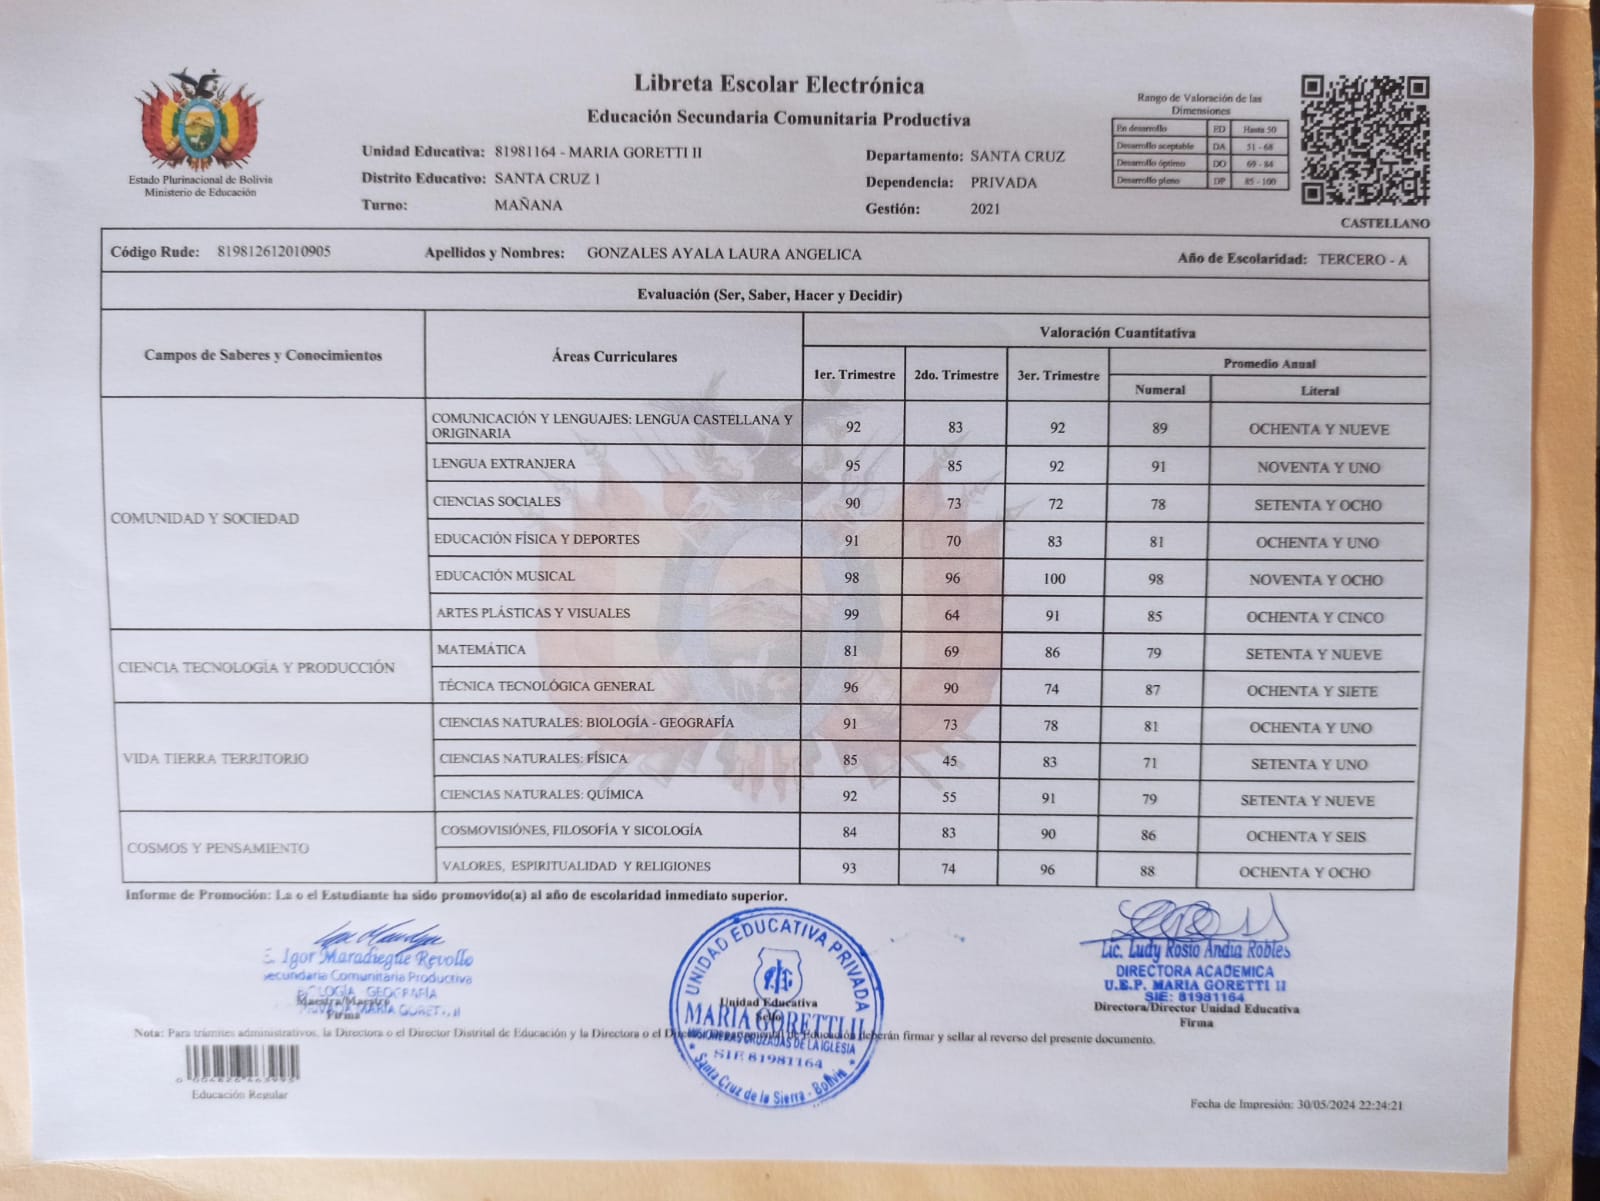 Libreta Escolar Electrónica
Educación Secundaria Comunitaria Productiva
Estado Plurinacional de Bolivia
Ministerio de Educación
Unidad Educativa: 81981164 - MARIA GORETTI II
Distrito Educativo: SANTA CRUZ 1
Turno: MAÑANA
Departamento: SANTA CRUZ
Dependencia: PRIVADA
Gestión: 2021
Rango de Valoración de las
Dimensiones
En desarrollo ED Hasta 50
Desarrollo aceptable DA 51 - 68
Desarrollo óptimo DO 69 - 84
Desarrollo pleno DP 85 - 100
CASTELLANO
Código Rude: 819812612010905 Apellidos y Nombres: GONZALES AYALA LAURA ANGELICA Año de Escolaridad: TERCERO - A
Evaluación (Ser, Saber, Hacer y Decidir)
Campos de Saberes y Conocimientos Áreas Curriculares Valoración Cuantitativa
1er. Trimestre 2do. Trimestre 3er. Trimestre Promedio Anual
Numeral Literal
COMUNIDAD Y SOCIEDAD
COMUNICACIÓN Y LENGUAJES: LENGUA CASTELLANA Y
ORIGINARIA 92 83 92 89 OCHENTA Y NUEVE
LENGUA EXTRANJERA 95 85 92 91 NOVENTA Y UNO
CIENCIAS SOCIALES 90 73 72 78 SETENTA Y OCHO
EDUCACIÓN FÍSICA Y DEPORTES 91 70 83 81 OCHENTA Y UNO
EDUCACIÓN MUSICAL 98 96 100 98 NOVENTA Y OCHO
ARTES PLÁSTICAS Y VISUALES 99 64 91 85 OCHENTA Y CINCO
CIENCIA TECNOLOGÍA Y PRODUCCIÓN
MATEMÁTICA 81 69 86 79 SETENTA Y NUEVE
TÉCNICA TECNOLÓGICA GENERAL 96 90 74 87 OCHENTA Y SIETE
VIDA TIERRA TERRITORIO
CIENCIAS NATURALES: BIOLOGÍA - GEOGRAFÍA 91 73 78 81 OCHENTA Y UNO
CIENCIAS NATURALES: FÍSICA 85 45 83 71 SETENTA Y UNO
CIENCIAS NATURALES: QUÍMICA 92 55 91 79 SETENTA Y NUEVE
COSMOS Y PENSAMIENTO
COSMOVISIÓNES, FILOSOFÍA Y SICOLOGÍA 84 83 90 86 OCHENTA Y SEIS
VALORES, ESPIRITUALIDAD Y RELIGIONES 93 74 96 88 OCHENTA Y OCHO
Informe de Promoción: La o el Estudiante ha sido promovido(a) al año de escolaridad inmediato superior.
Igor Maradiegue Revollo
Secundaria Comunitaria Productiva
BIOLOGÍA GEOGRAFÍA
MARÍA GORETTI II
Maestra/Maestro
Firma
UNIDAD EDUCATIVA PRIVADA
Unidad Educativa
Sello
MARIA GORETTI II
MISIONERAS CRUZADAS DE LA IGLESIA
SIE 81981164
Santa Cruz de la Sierra - Bolivia
Lic. Ludy Rosio Andia Robles
DIRECTORA ACADEMICA
U.E.P. MARIA GORETTI II
SIE: 81981164
Directora/Director Unidad Educativa
Firma
Nota: Para trámites administrativos, la Directora o el Director Distrital de Educación y la Directora o el Director Departamental de Educación deberán firmar y sellar al reverso del presente documento.
Educación Regular
Fecha de Impresión: 30/05/2024 22:24:21